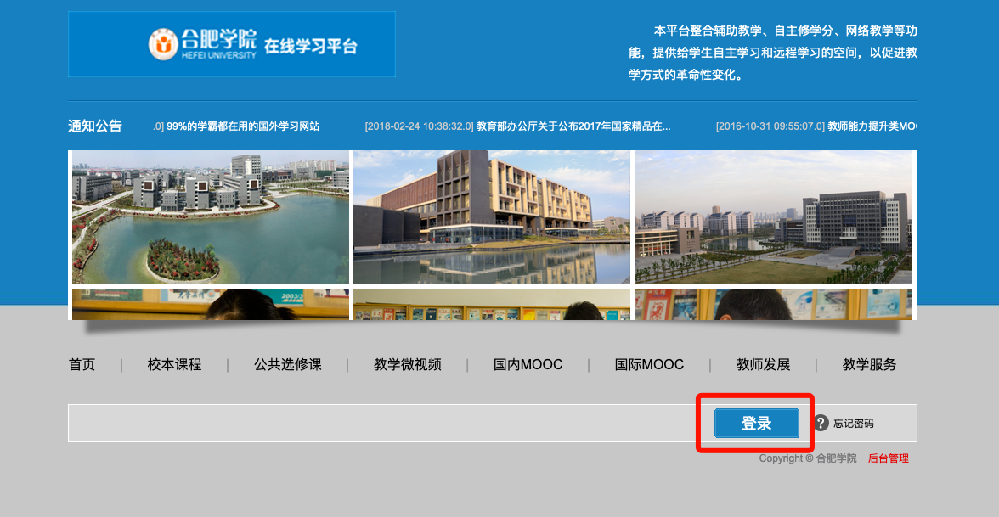 合肥学院
HEFEI UNIVERSITY
在线学习平台
本平台整合辅助教学、自主修学分、网络教学等功
能，提供给学生自主学习和远程学习的空间，以促进教
学方式的革命性变化。
通知公告 .0] 99%的学霸都在用的国外学习网站 [2018-02-24 10:38:32.0] 教育部办公厅关于公布2017年国家精品在... [2016-10-31 09:55:07.0] 教师能力提升类MO
2003/3
首页 | 校本课程 | 公共选修课 | 教学微视频 | 国内MOOC | 国际MOOC | 教师发展 | 教学服务
登录 ? 忘记密码
Copyright © 合肥学院 后台管理